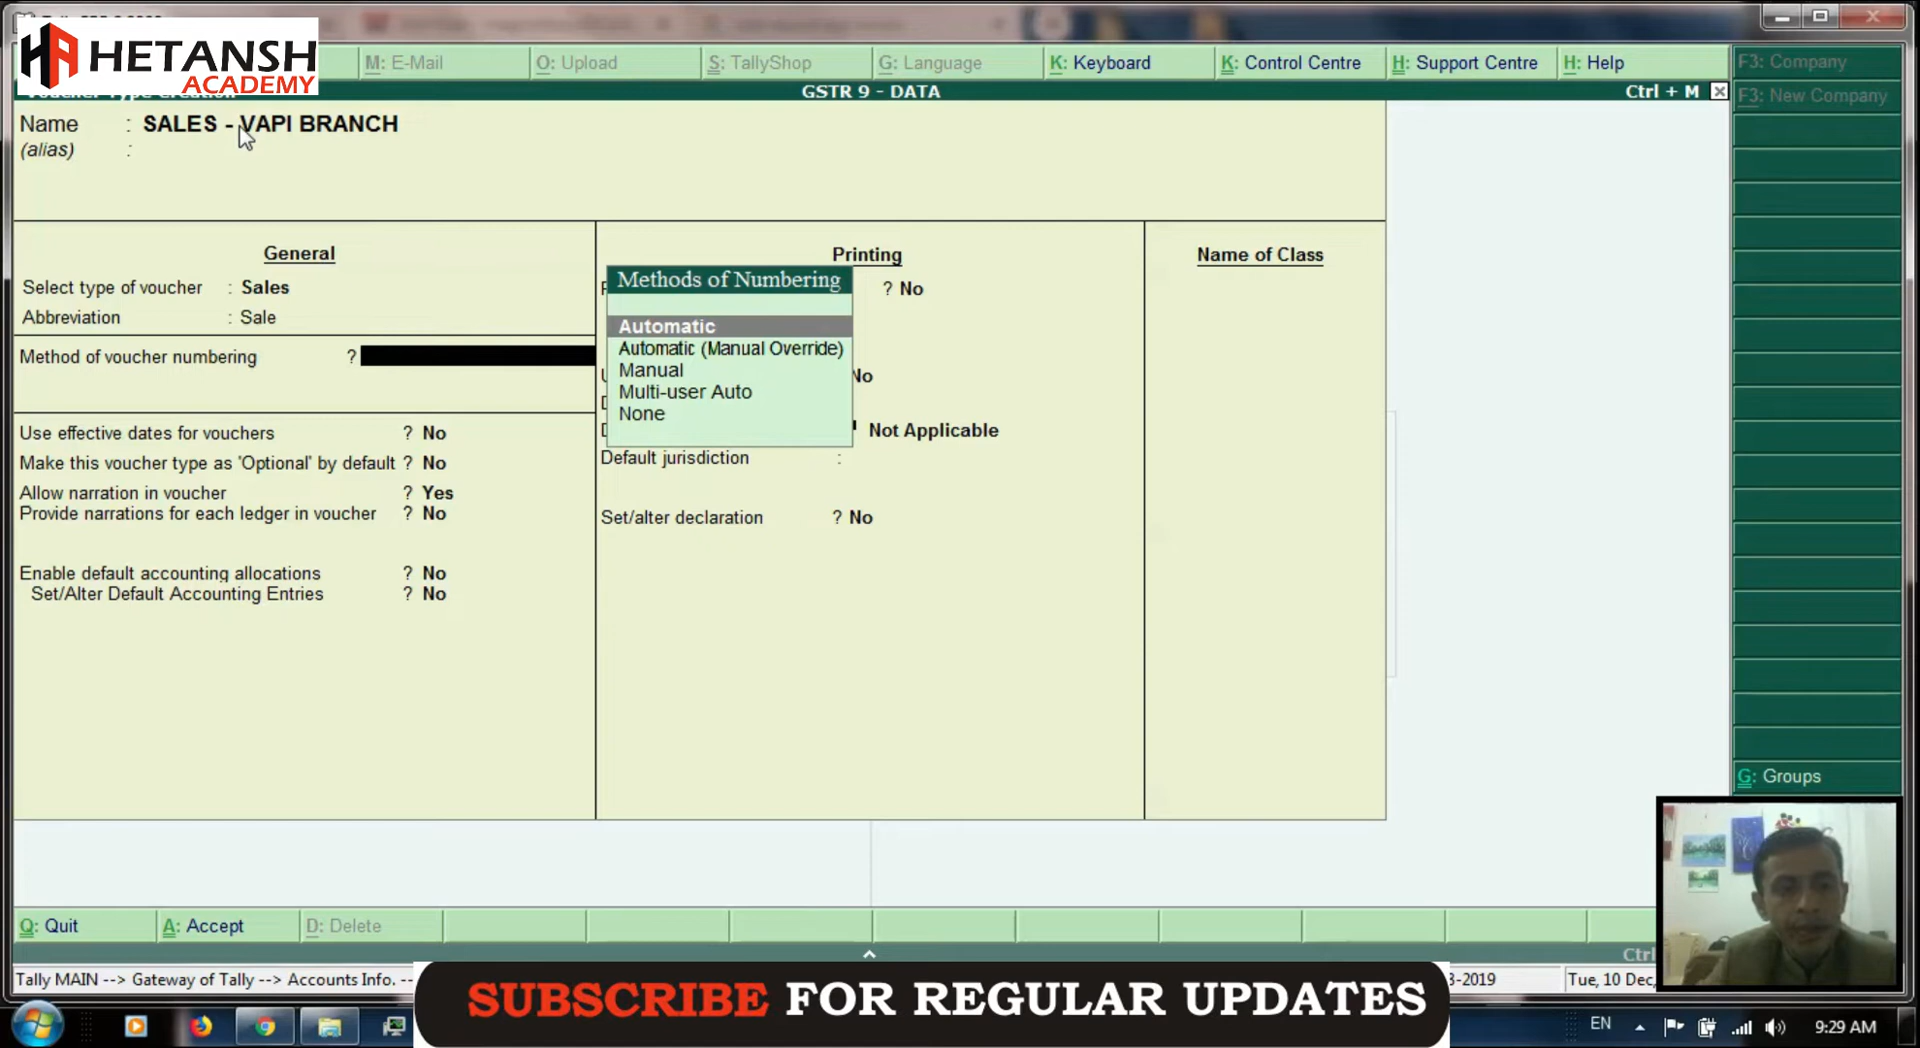 HETANSH
ACADEMY
M: E-Mail
O: Upload
S: TallyShop
G: Language
K: Keyboard
K: Control Centre
H: Support Centre
H: Help
F3: Company
Voucher Type Creation
GSTR 9 - DATA
Ctrl + M
F3: New Company
Name : SALES - VAPI BRANCH
(alias) :
General
Printing
Name of Class
Select type of voucher : Sales
Abbreviation : Sale
Method of voucher numbering ?
Methods of Numbering
Automatic
Automatic (Manual Override)
Manual
Multi-user Auto
None
? No
No
Not Applicable
Default jurisdiction :
Set/alter declaration ? No
Use effective dates for vouchers ? No
Make this voucher type as 'Optional' by default ? No
Allow narration in voucher ? Yes
Provide narrations for each ledger in voucher ? No
Enable default accounting allocations ? No
Set/Alter Default Accounting Entries ? No
G: Groups
Q: Quit
A: Accept
D: Delete
Tally MAIN --> Gateway of Tally --> Accounts Info. --
-2019
Tue, 10 Dec,
SUBSCRIBE FOR REGULAR UPDATES
EN
9:29 AM